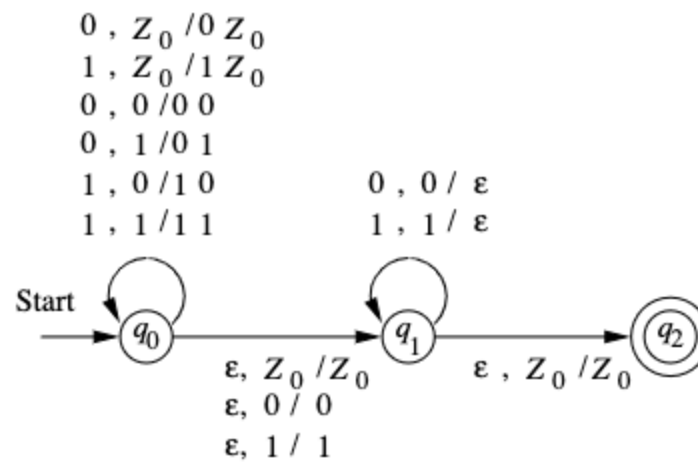 0 , Z₀ /0 Z₀
1 , Z₀ /1 Z₀
0 , 0 /0 0
0 , 1 /0 1
1 , 0 /1 0
1 , 1 /1 1
0 , 0 / ε
1 , 1 / ε
Start
q₀
q₁
q₂
ε, Z₀ /Z₀
ε, 0 / 0
ε, 1 / 1
ε , Z₀ /Z₀